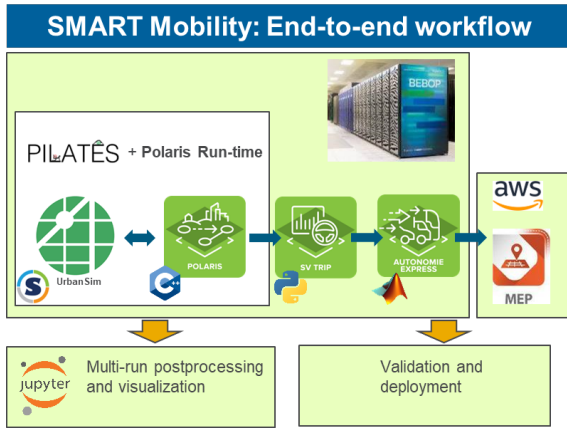 SMART Mobility: End-to-end workflow
BEBOP
PILATES + Polaris Run-time
aws
POLARIS
SV TRIP
AUTONOMIE
EXPRESS
UrbanSim
S
C++
MEP
jupyter
Multi-run postprocessing
and visualization
Validation and
deployment